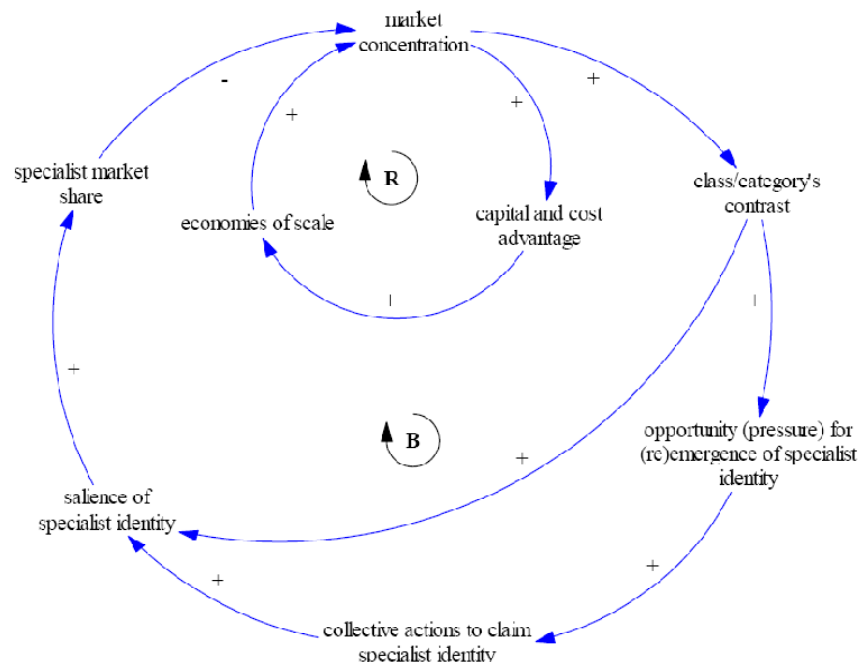 market
concentration
-
+
+
+
specialist market
share
R
class/category's
contrast
economies of scale
capital and cost
advantage
|
|
+
B
opportunity (pressure) for
(re)emergence of specialist
identity
+
salience of
specialist identity
+
+
collective actions to claim
specialist identity